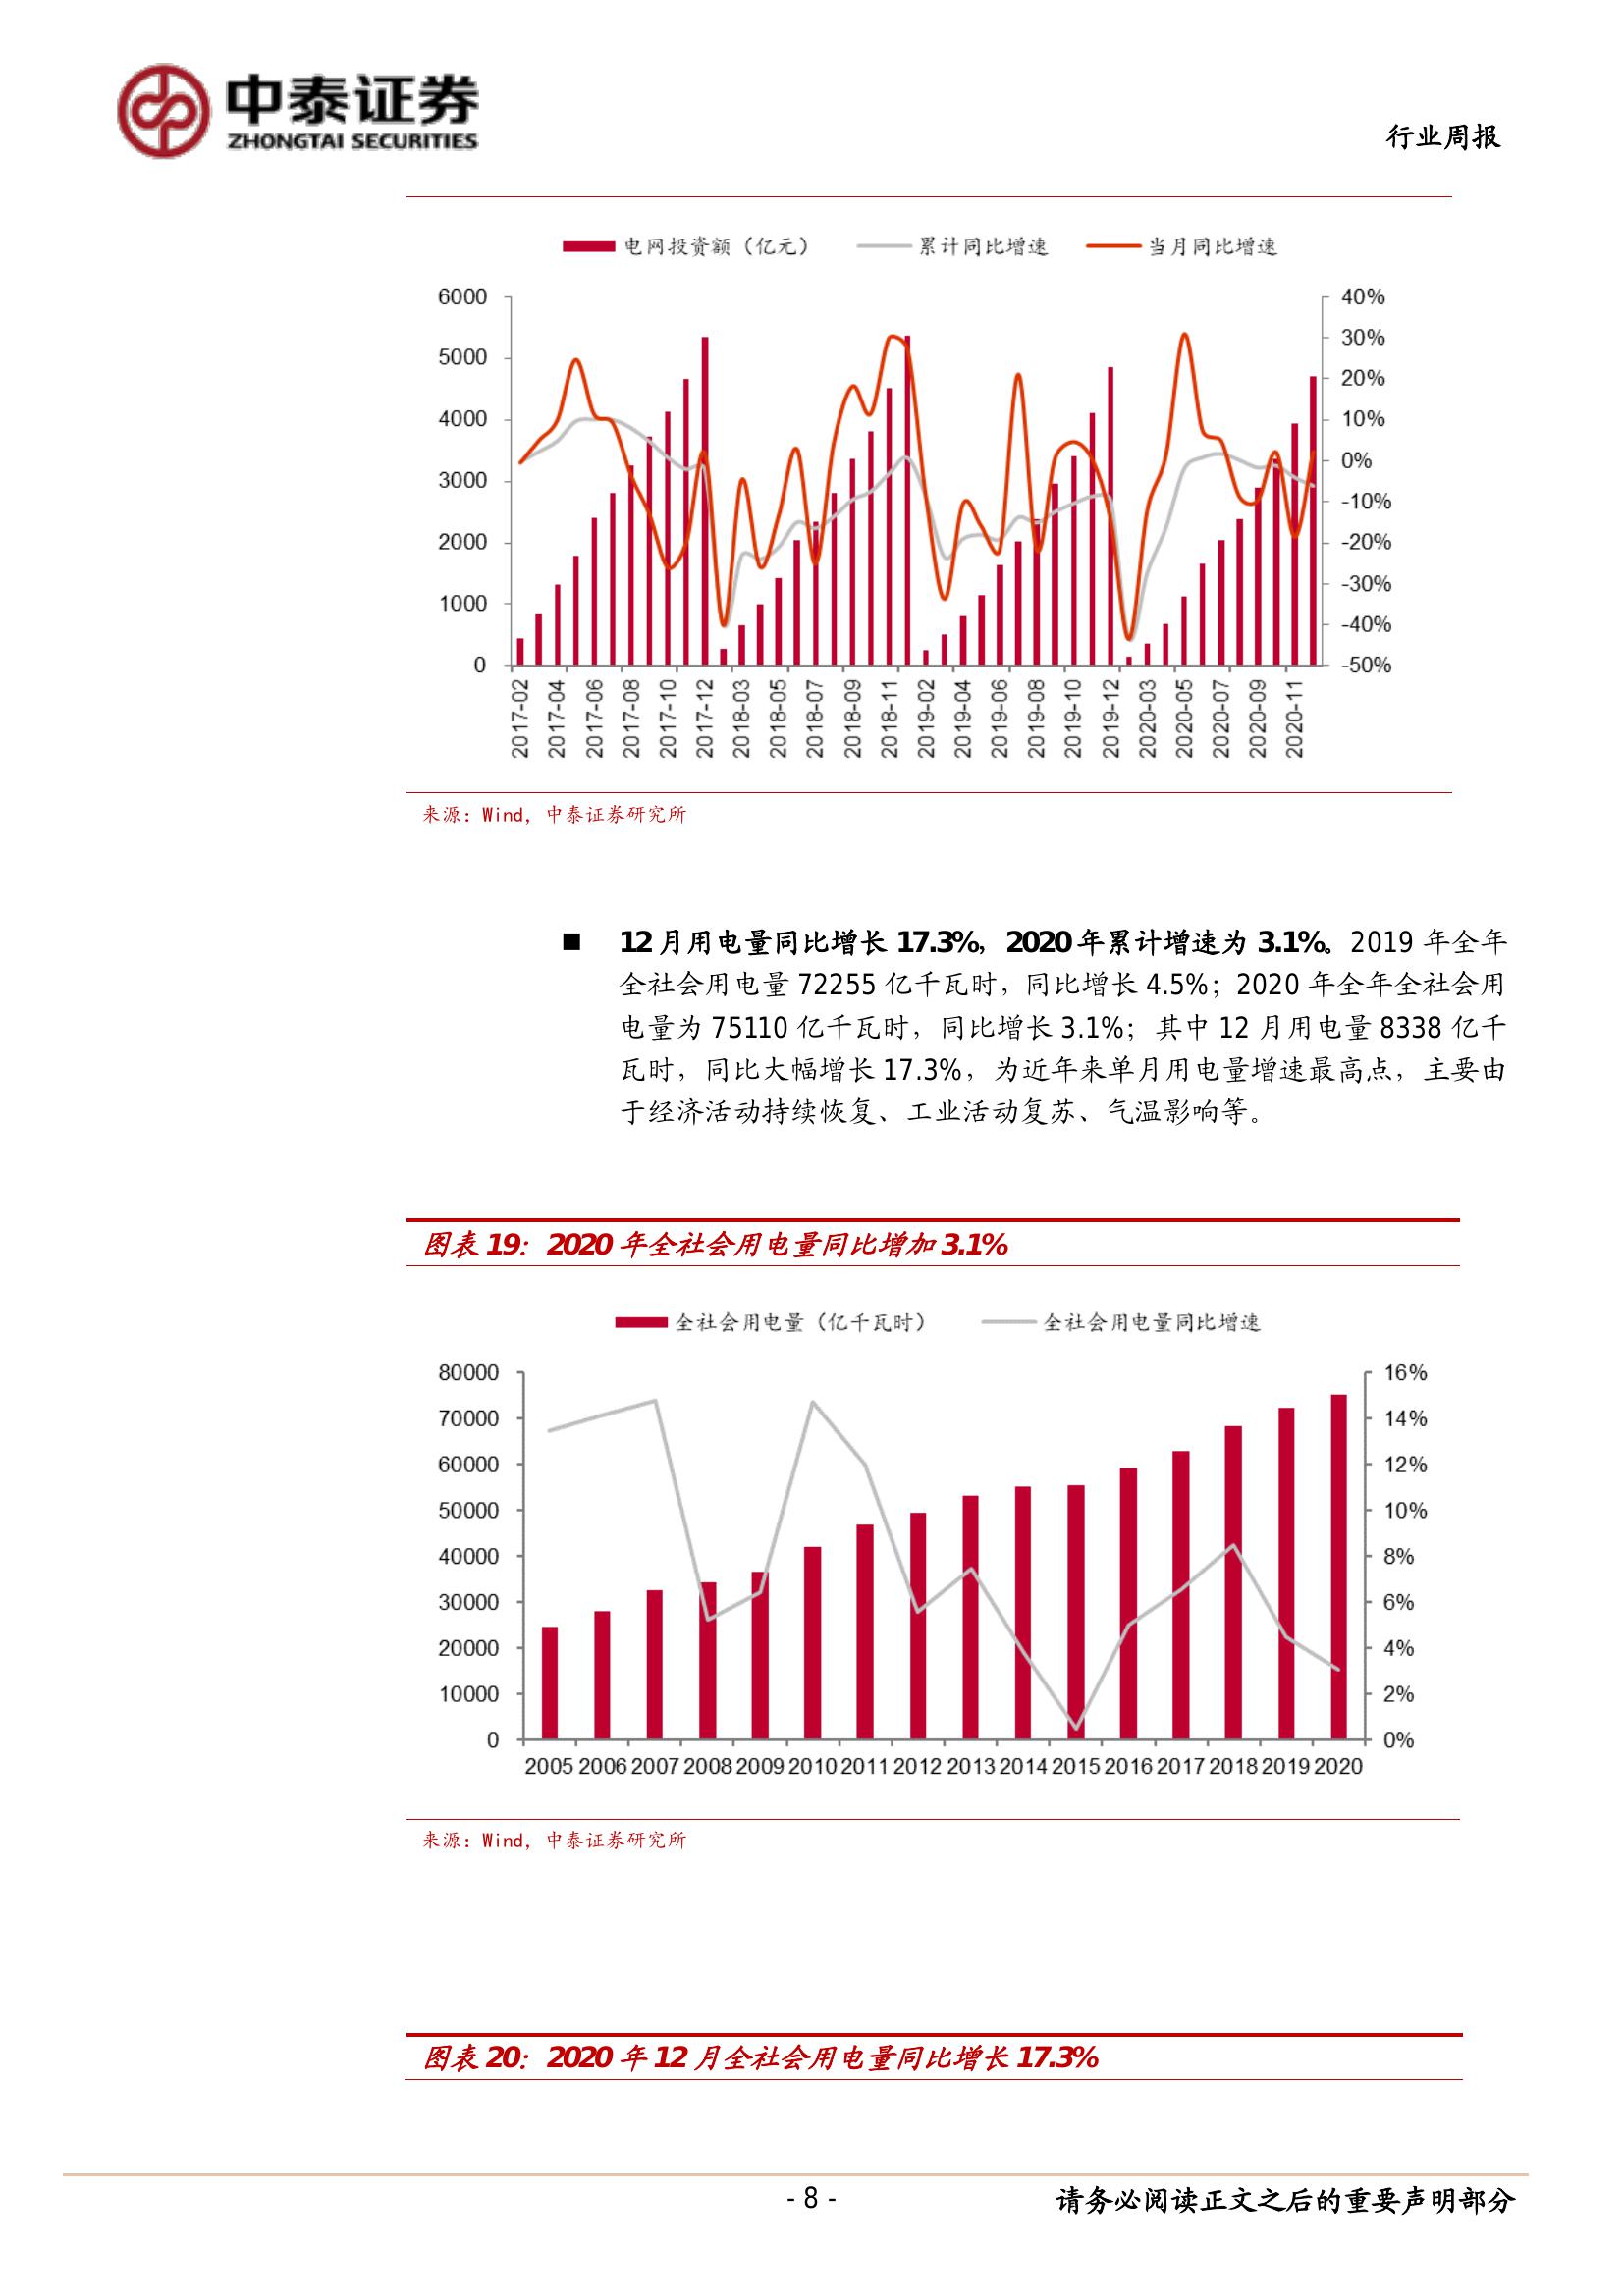 中泰证券
ZHONGTAI SECURITIES
行业周报
电网投资额（亿元） 累计同比增速 当月同比增速
6000 40%
30%
5000
20%
4000 10%
0%
3000
-10%
2000 -20%
-30%
1000
-40%
0 -50%
2017-02 2017-04 2017-06 2017-08 2017-10 2017-12 2018-03 2018-05 2018-07 2018-09 2018-11 2019-02 2019-04 2019-06 2019-08 2019-10 2019-12 2020-03 2020-05 2020-07 2020-09 2020-11
来源：Wind，中泰证券研究所
■ 12 月用电量同比增长 17.3%，2020 年累计增速为 3.1%。2019 年全年
全社会用电量 72255 亿千瓦时，同比增长 4.5%；2020 年全年全社会用
电量为 75110 亿千瓦时，同比增长 3.1%；其中 12 月用电量 8338 亿千
瓦时，同比大幅增长 17.3%，为近年来单月用电量增速最高点，主要由
于经济活动持续恢复、工业活动复苏、气温影响等。
图表 19：2020 年全社会用电量同比增加 3.1%
全社会用电量（亿千瓦时） 全社会用电量同比增速
80000 16%
70000 14%
60000 12%
50000 10%
40000 8%
30000 6%
20000 4%
10000 2%
0 0%
2005 2006 2007 2008 2009 2010 2011 2012 2013 2014 2015 2016 2017 2018 2019 2020
来源：Wind，中泰证券研究所
图表 20：2020 年 12 月全社会用电量同比增长 17.3%
- 8 - 请务必阅读正文之后的重要声明部分